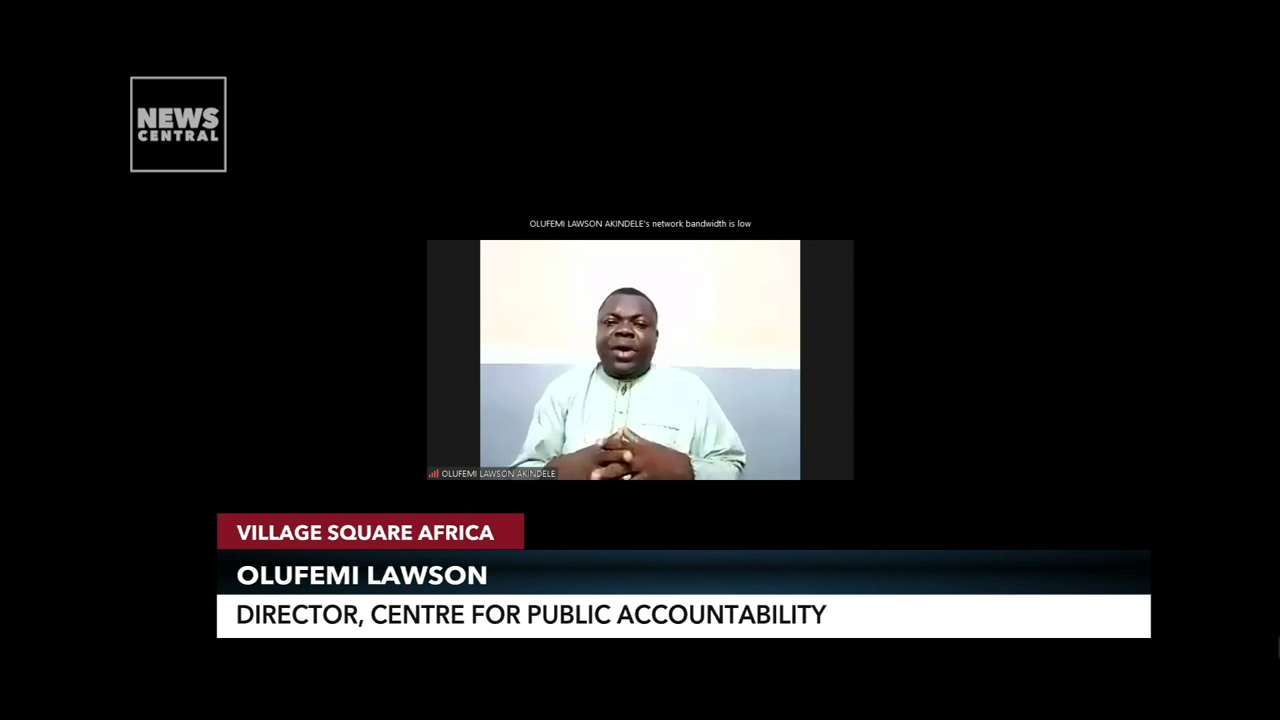 NEWS
CENTRAL
OLUFEMI LAWSON AKINDELE's network bandwidth is low
OLUFEMI LAWSON AKINDELE
VILLAGE SQUARE AFRICA
OLUFEMI LAWSON
DIRECTOR, CENTRE FOR PUBLIC ACCOUNTABILITY